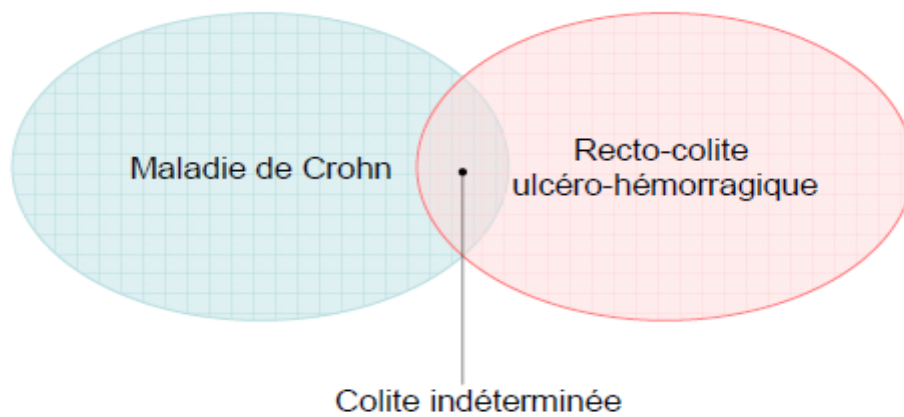 Maladie de Crohn
Recto-colite
ulcéro-hémorragique
Colite indéterminée